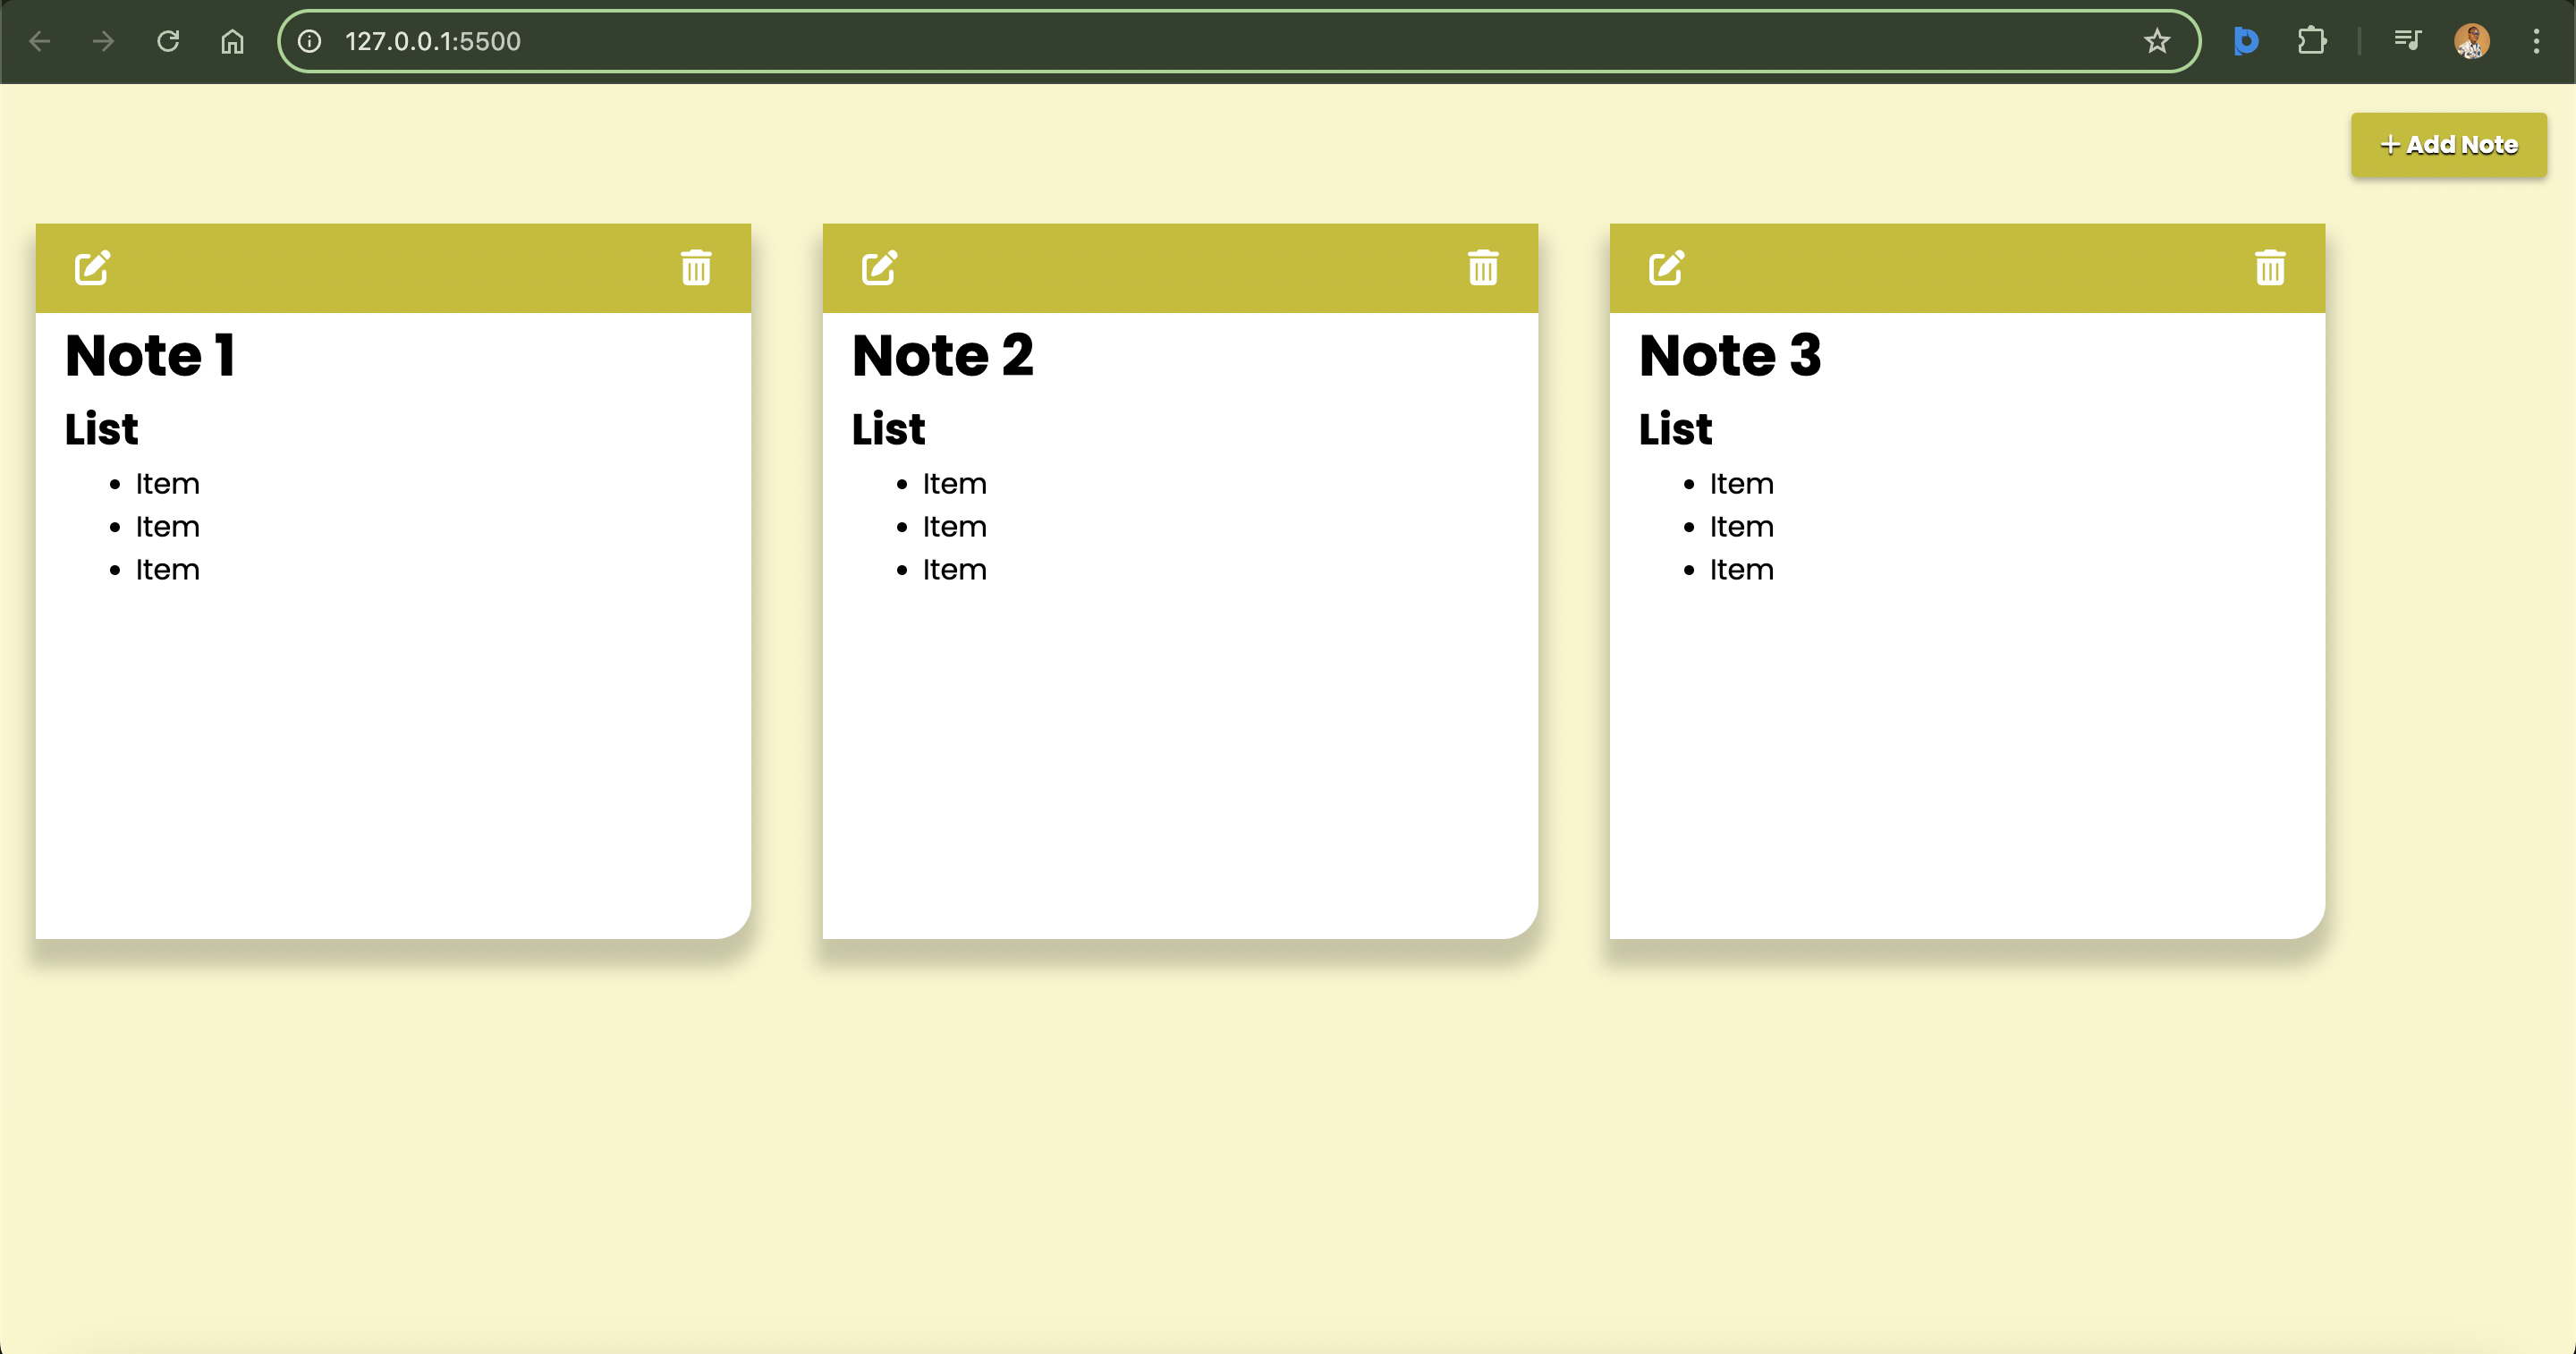 127.0.0.1:5500
+ Add Note
Note 1
List
• Item
• Item
• Item
Note 2
List
• Item
• Item
• Item
Note 3
List
• Item
• Item
• Item